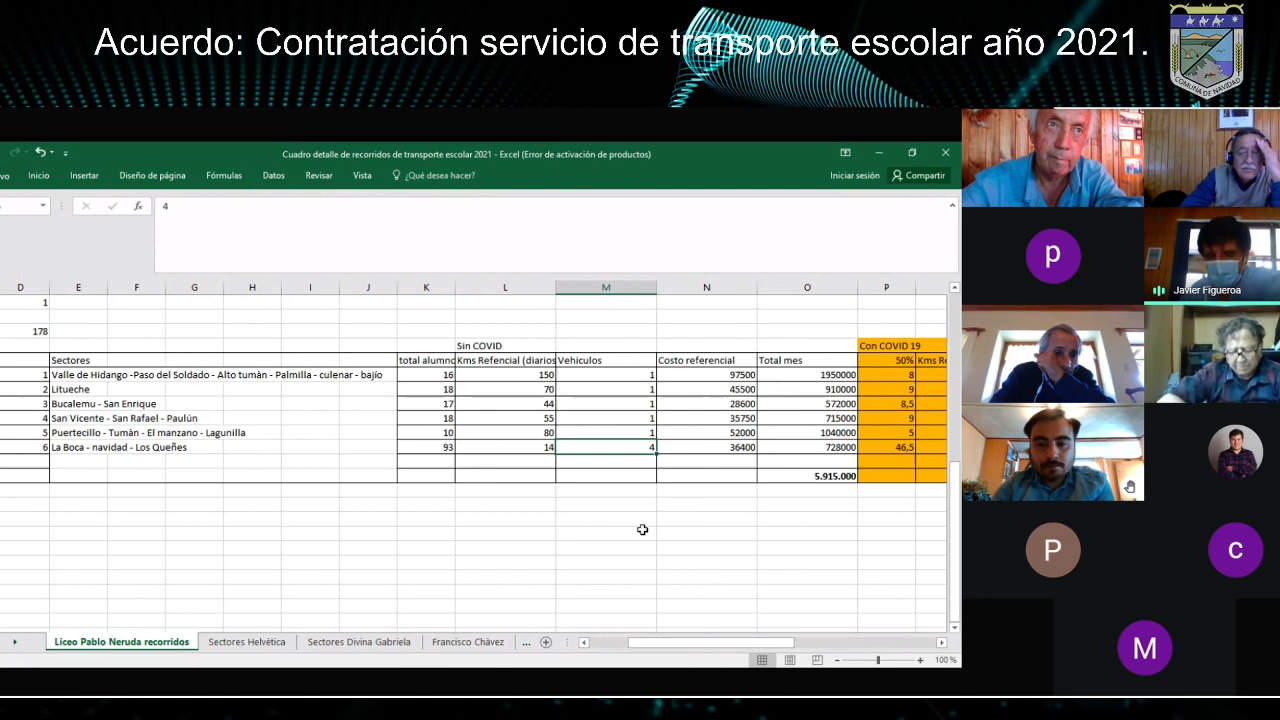 Acuerdo: Contratación servicio de transporte escolar año 2021.
COMUNA DE NAVIDAD
Cuadro detalle de recorridos de transporte escolar 2021 - Excel (Error de activación de productos)
vo Inicio Insertar Diseño de página Fórmulas Datos Revisar Vista ¿Qué desea hacer? Iniciar sesión Compartir
fx 4
D E F G H I J K L M N O P
1
178
Sin COVID Con COVID 19
Sectores total alumno Kms Refencial (diarios Vehiculos Costo referencial Total mes 50% Kms Re
1 Valle de Hidango -Paso del Soldado - Alto tumàn - Palmilla - culenar - bajío 16 150 1 97500 1950000 8
2 Litueche 18 70 1 45500 910000 9
3 Bucalemu - San Enrique 17 44 1 28600 572000 8,5
4 San Vicente - San Rafael - Paulún 18 55 1 35750 715000 9
5 Puertecillo - Tumàn - El manzano - Lagunilla 10 80 1 52000 1040000 5
6 La Boca - navidad - Los Queñes 93 14 4 36400 728000 46,5
5.915.000
Liceo Pablo Neruda recorridos Sectores Helvética Sectores Divina Gabriela Francisco Chàvez ...
100 %
p
Javier Figueroa
P
c
M